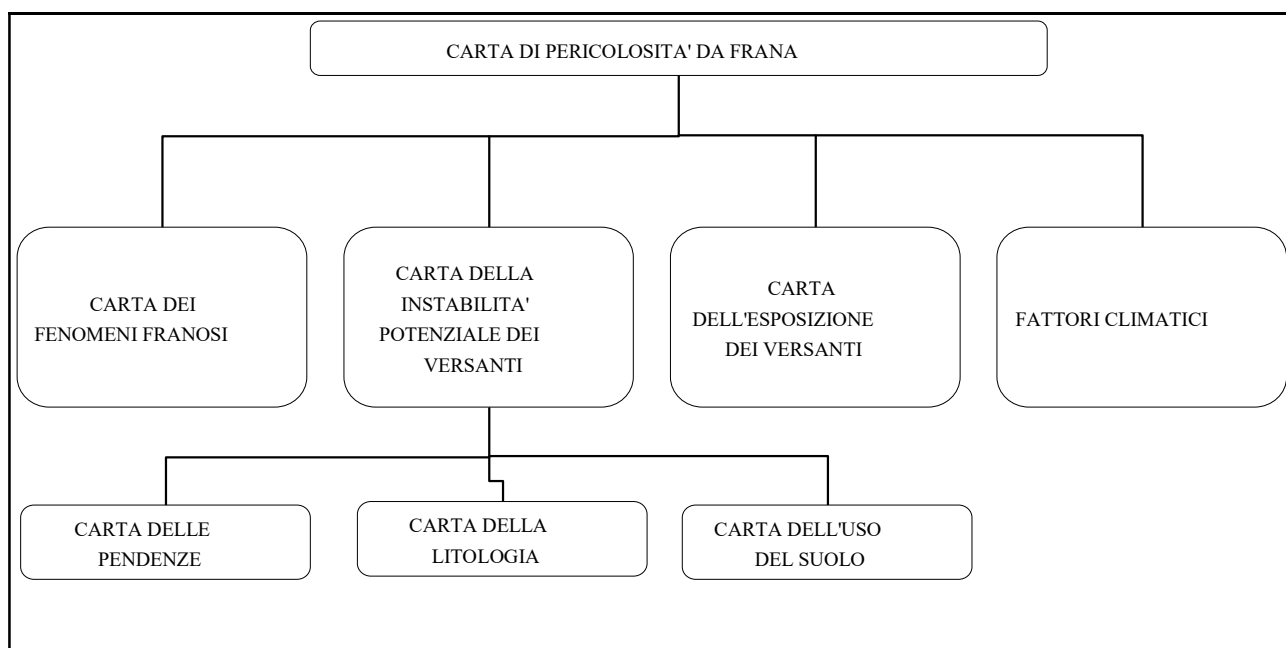 CARTA DI PERICOLOSITA' DA FRANA
CARTA DEI
FENOMENI FRANOSI
CARTA DELLA
INSTABILITA'
POTENZIALE DEI
VERSANTI
CARTA
DELL'ESPOSIZIONE
DEI VERSANTI
FATTORI CLIMATICI
CARTA DELLE
PENDENZE
CARTA DELLA
LITOLOGIA
CARTA DELL'USO
DEL SUOLO